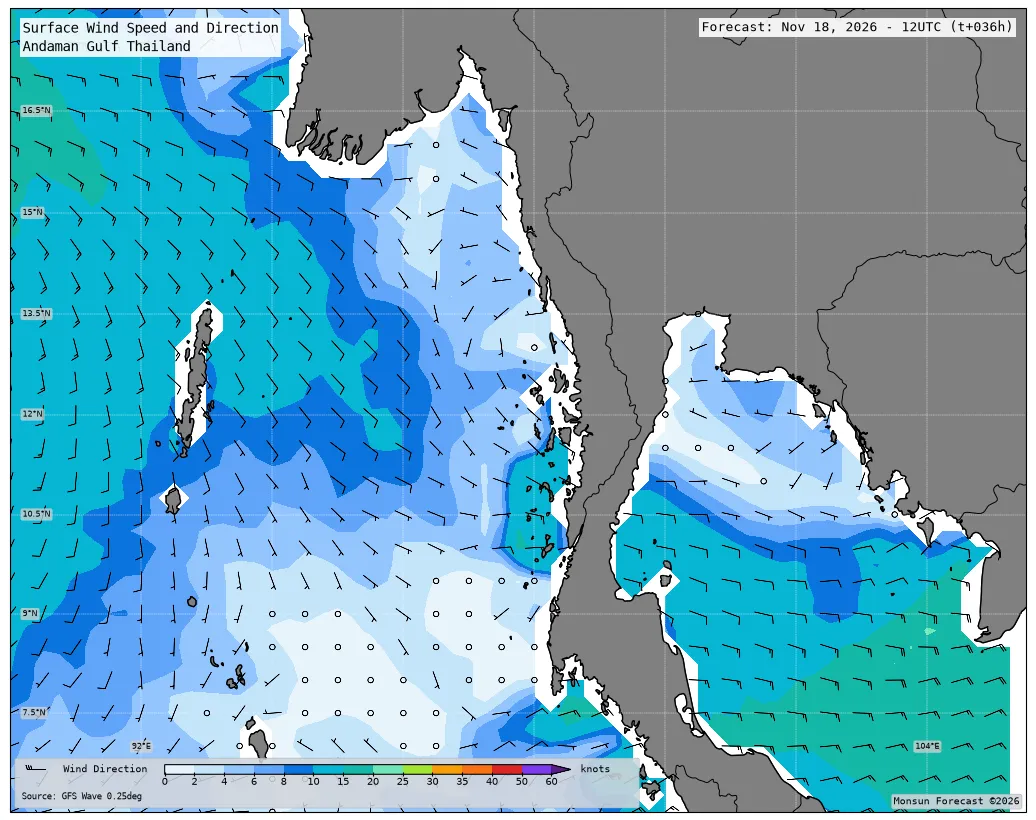 Surface Wind Speed and Direction
Andaman Gulf Thailand
Forecast: Nov 18, 2026 - 12UTC (t+036h)
16.5°N
15°N
13.5°N
12°N
10.5°N
9°N
7.5°N
92°E
104°E
Wind Direction
knots
0 2 4 6 8 10 15 20 25 30 35 40 45 50 60
Source: GFS Wave 0.25deg
Monsun Forecast ©2026